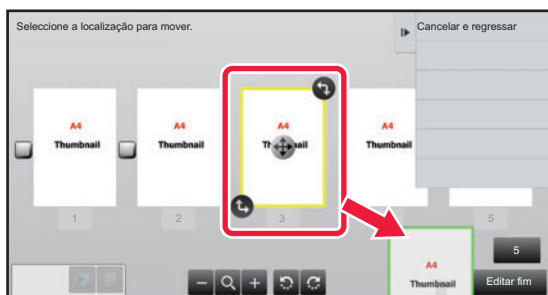 Seleccione a localização para mover.
Cancelar e regressar
A4
Thumbnail
A4
Thumbnail
A4
Thumbnail
A4
Thumbnail
1
2
3
5
5
A4
Thumbnail
Editar fim